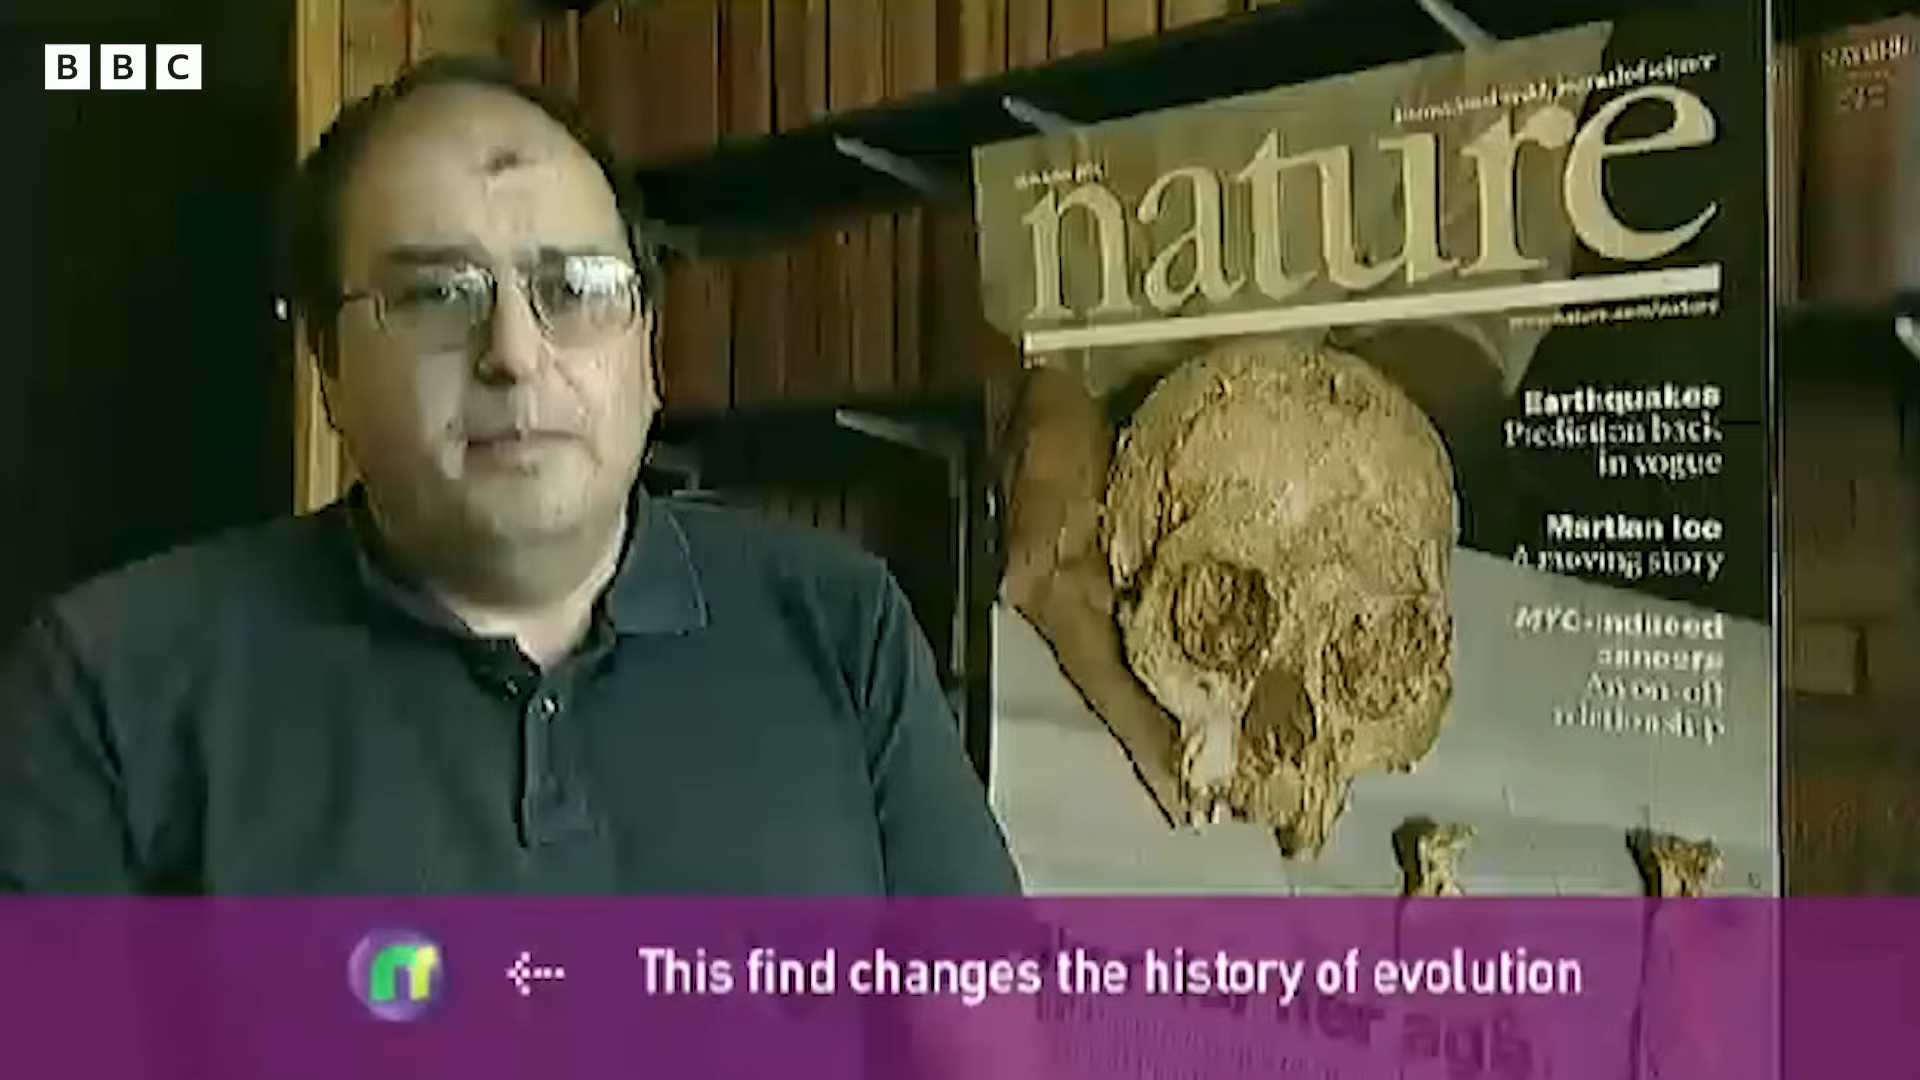 BBC
nature
Earthquakes
Prediction back
in vogue
Martian ice
A moving story
MYC-induced
cancers
An on-off
relationship
This find changes the history of evolution